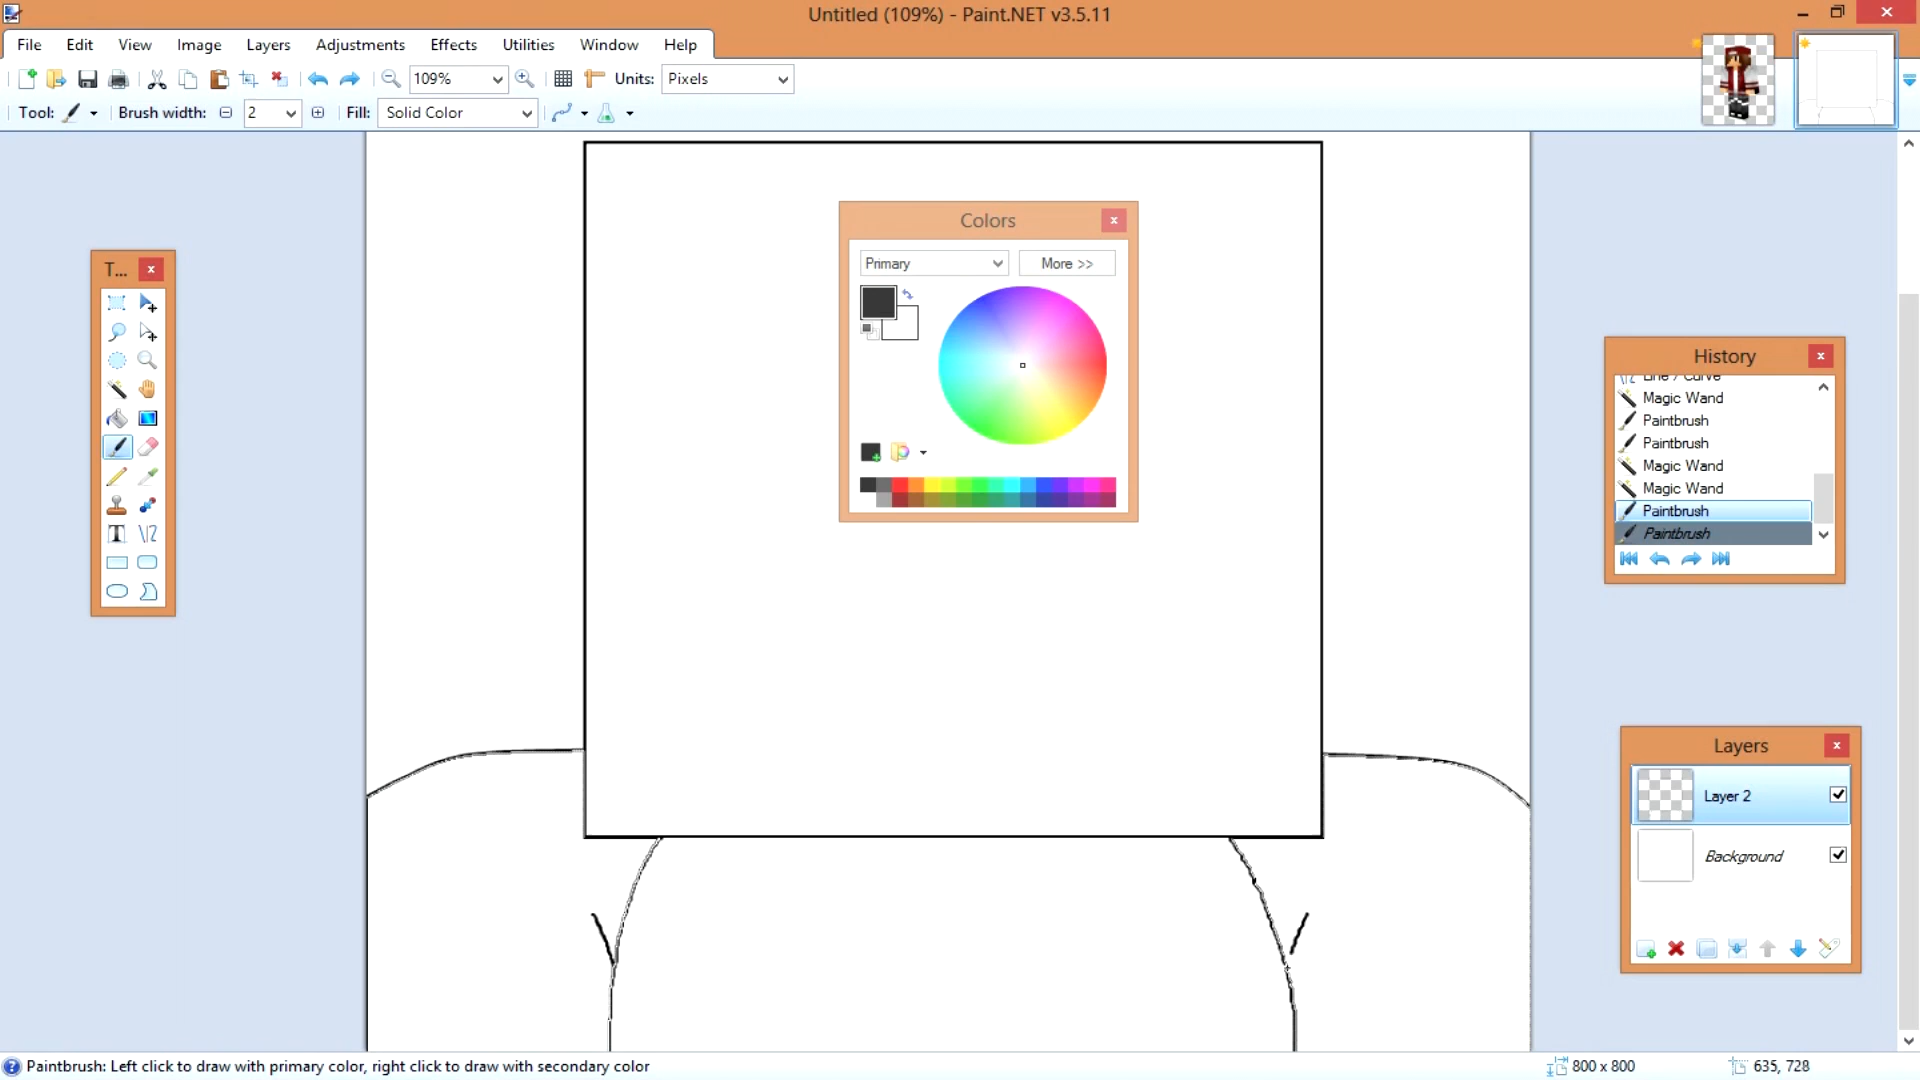 Untitled (109%) - Paint.NET v3.5.11
File Edit View Image Layers Adjustments Effects Utilities Window Help
109% Units: Pixels
Tool: Brush width: 2 Fill: Solid Color
Colors
Primary More >>
T...
T
History
Line / Curve
Magic Wand
Paintbrush
Paintbrush
Magic Wand
Magic Wand
Paintbrush
Paintbrush
Layers
Layer 2
Background
Paintbrush: Left click to draw with primary color, right click to draw with secondary color 800 x 800 635, 728